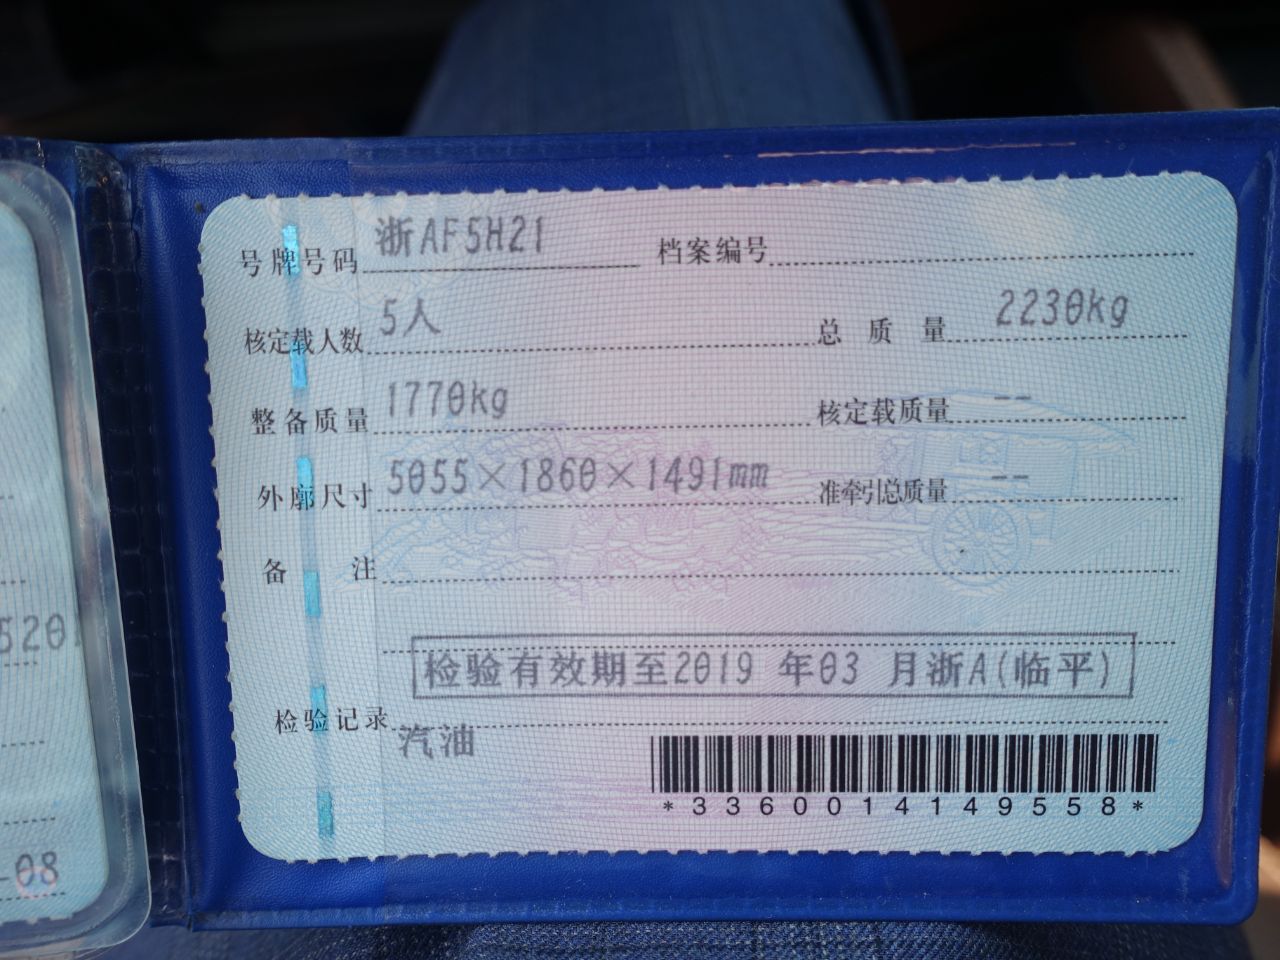 号牌号码 浙AF5H21 档案编号
核定载人数 5人 总质量 2230kg
整备质量 1770kg 核定载质量 --
外廓尺寸 5055×1860×1491mm 准牵引总质量 --
备注
检验有效期至2019 年03 月浙A(临平)
检验记录
汽油
*3360014149558*
520
-08